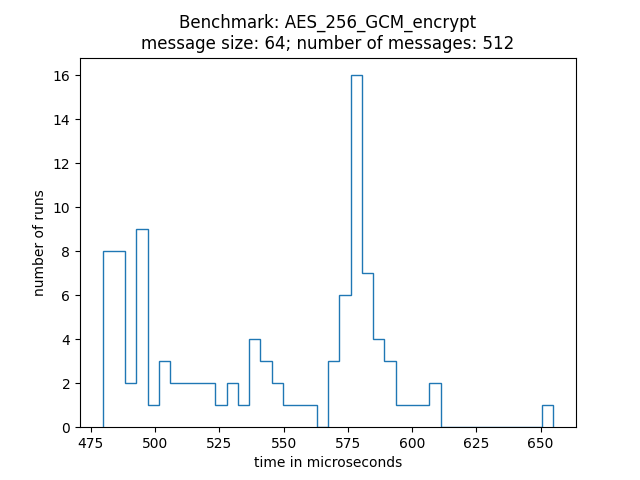 Benchmark: AES_256_GCM_encrypt
message size: 64; number of messages: 512
number of runs
16
14
12
10
8
6
4
2
0
475 500 525 550 575 600 625 650
time in microseconds